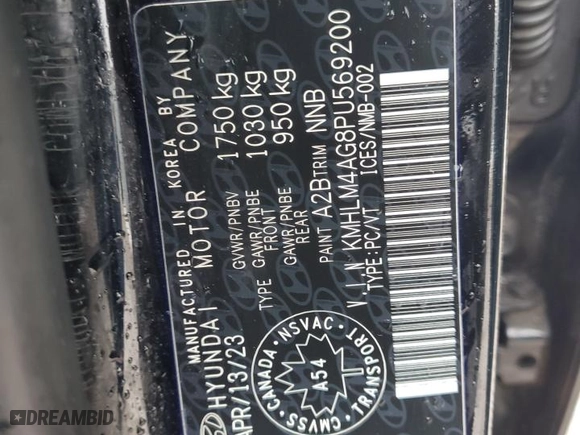 MANUFACTURED IN KOREA BY
HYUNDAI MOTOR COMPANY
APR/13/23
GVWR/PNBV 1750 kg
TYPE GAWR/PNBE FRONT 1030 kg
GAWR/PNBE REAR 950 kg
PAINT A2B TRIM NNB
V.I.N KMHLM4AG8PU569200
TYPE:PC/VT ICES/NMB-002
CMVSS · CANADA · NSVAC · TRANSPORT
A54
DREAMBID